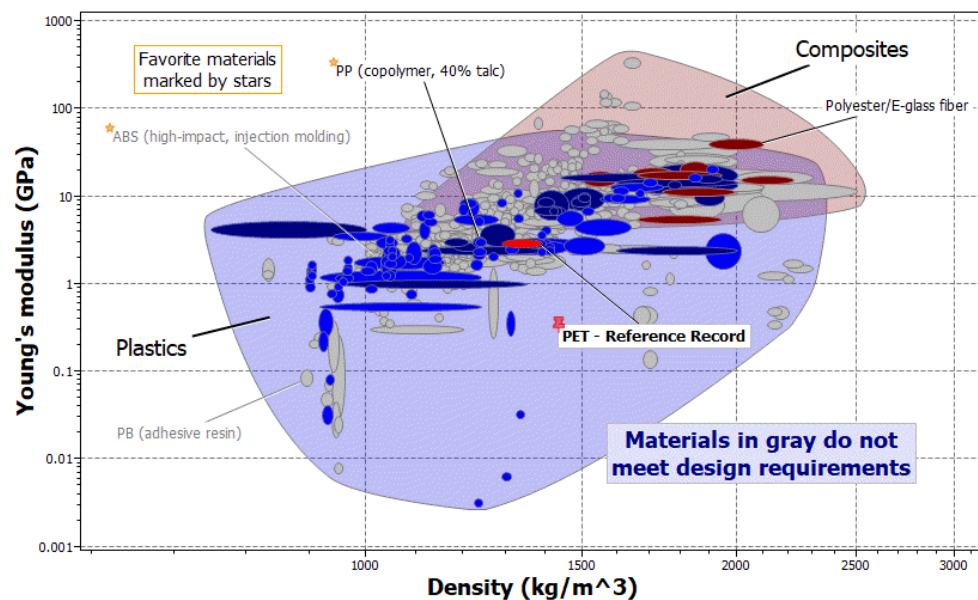 1000
100
10
1
0.1
0.01
0.001
Young's modulus (GPa)
Favorite materials
marked by stars
PP (copolymer, 40% talc)
Composites
Polyester/E-glass fiber
ABS (high-impact, injection molding)
Plastics
PET - Reference Record
PB (adhesive resin)
Materials in gray do not
meet design requirements
1000
1500
2000
2500
3000
Density (kg/m^3)